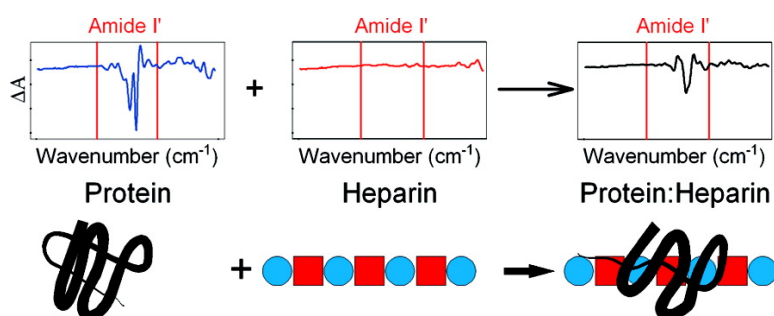 Amide I' Amide I' Amide I'
ΔA + 
Wavenumber (cm⁻¹) Wavenumber (cm⁻¹) Wavenumber (cm⁻¹)
Protein Heparin Protein:Heparin
+